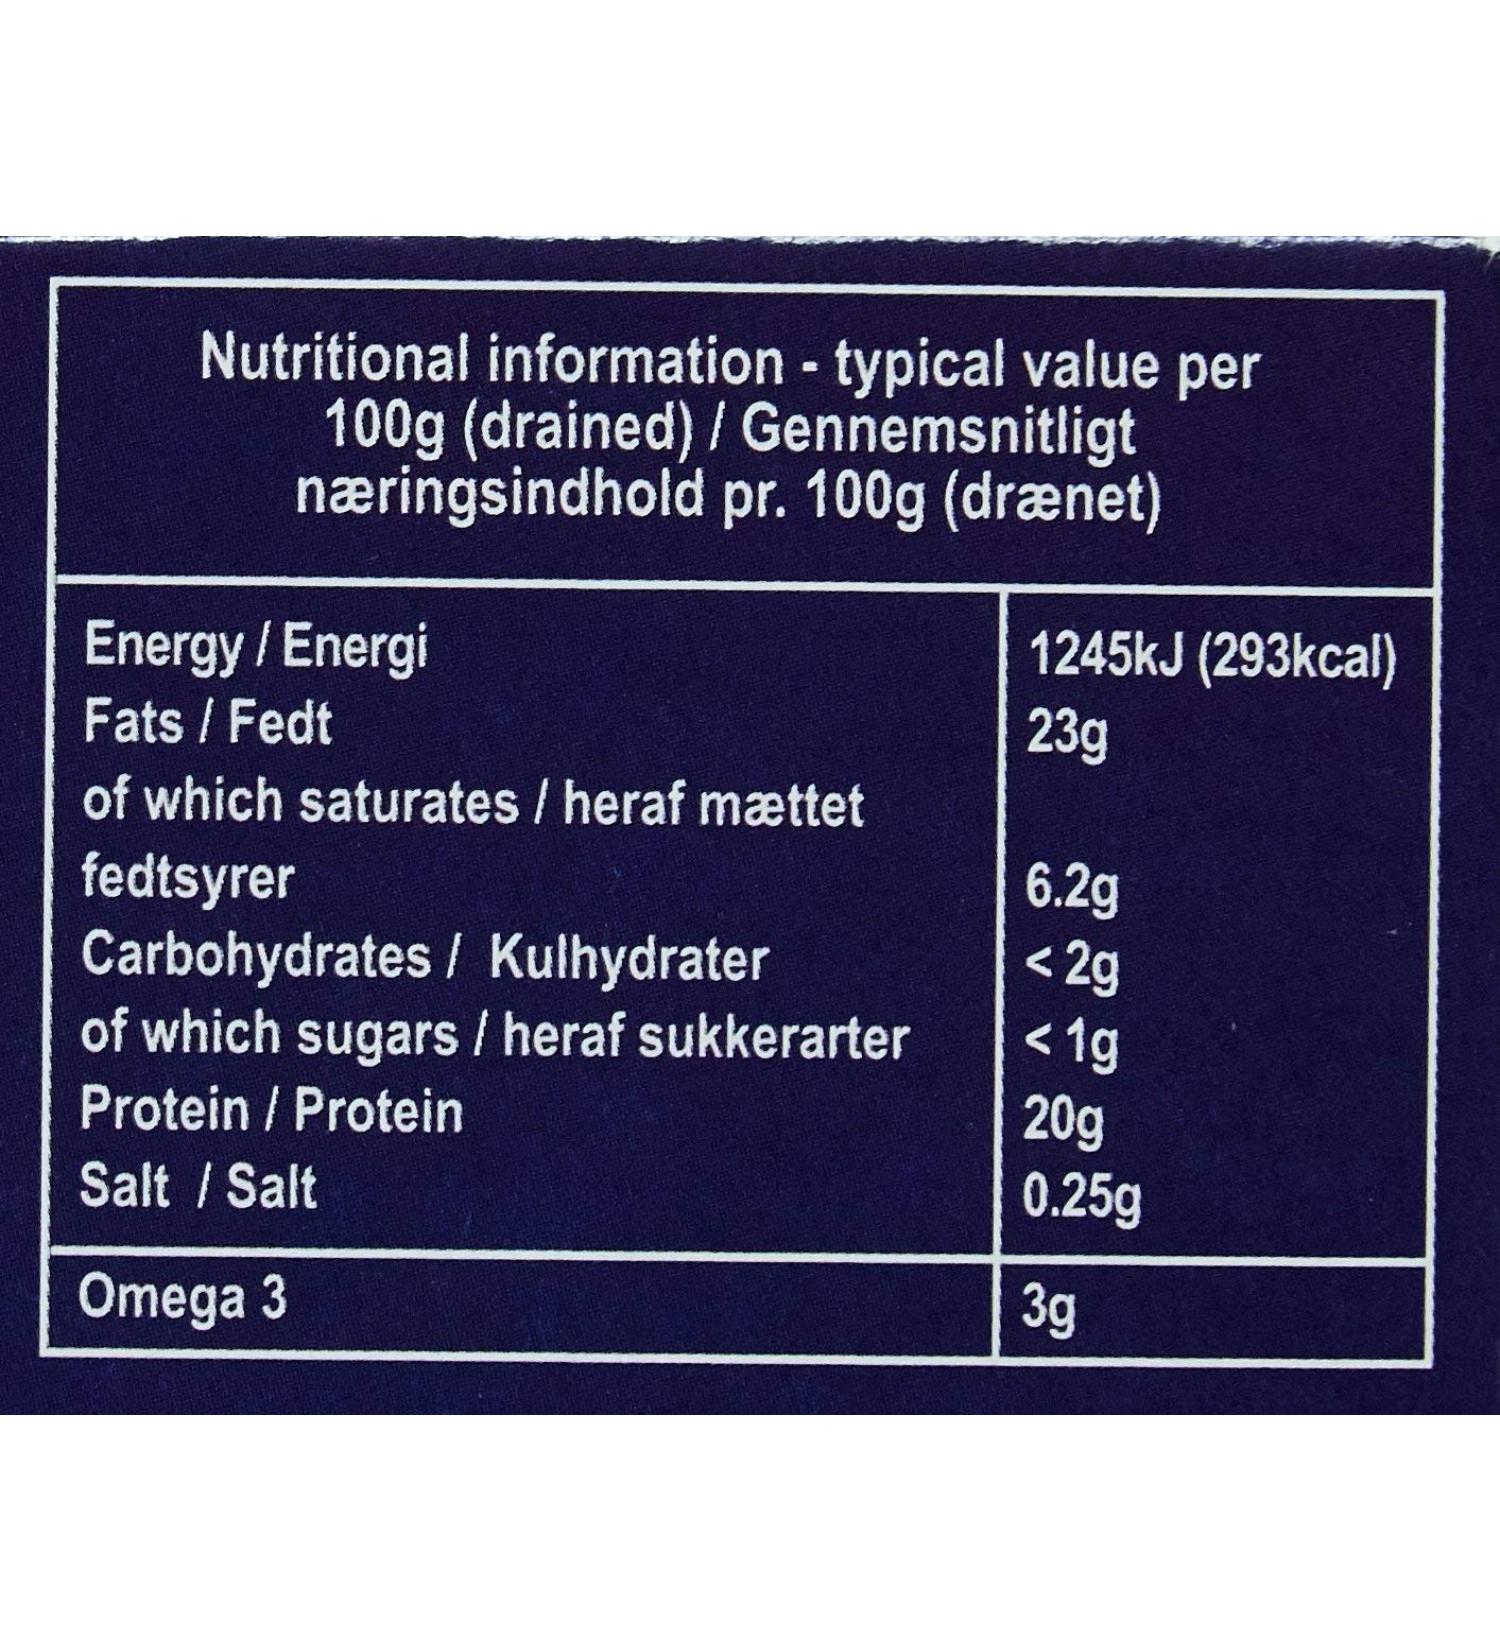 Nutritional information - typical value per
100g (drained) / Gennemsnitligt
næringsindhold pr. 100g (drænet)
Energy / Energi 1245kJ (293kcal)
Fats / Fedt 23g
of which saturates / heraf mættet
fedtsyrer 6.2g
Carbohydrates / Kulhydrater < 2g
of which sugars / heraf sukkerarter < 1g
Protein / Protein 20g
Salt / Salt 0.25g
Omega 3 3g